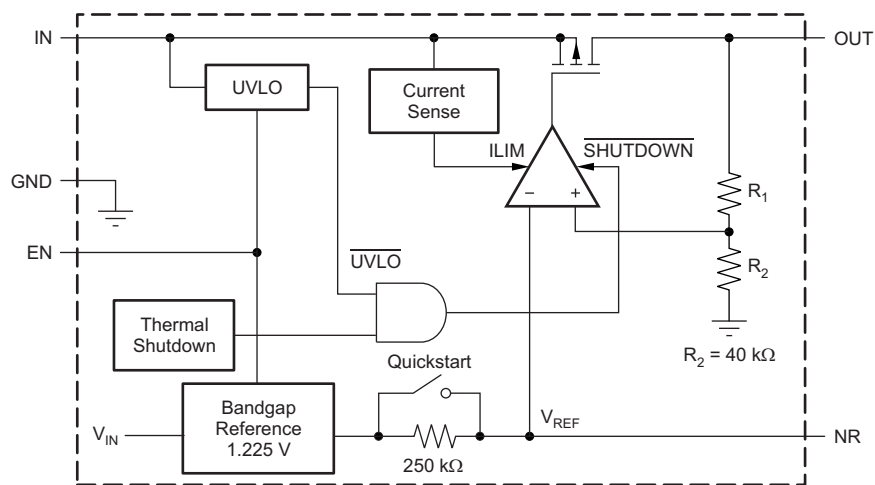 IN
OUT
UVLO
Current
Sense
ILIM
SHUTDOWN
GND
− +
R1
EN
UVLO
R2
Thermal
Shutdown
Quickstart
R2 = 40 kΩ
Bandgap
Reference
1.225 V
VIN
VREF
NR
250 kΩ